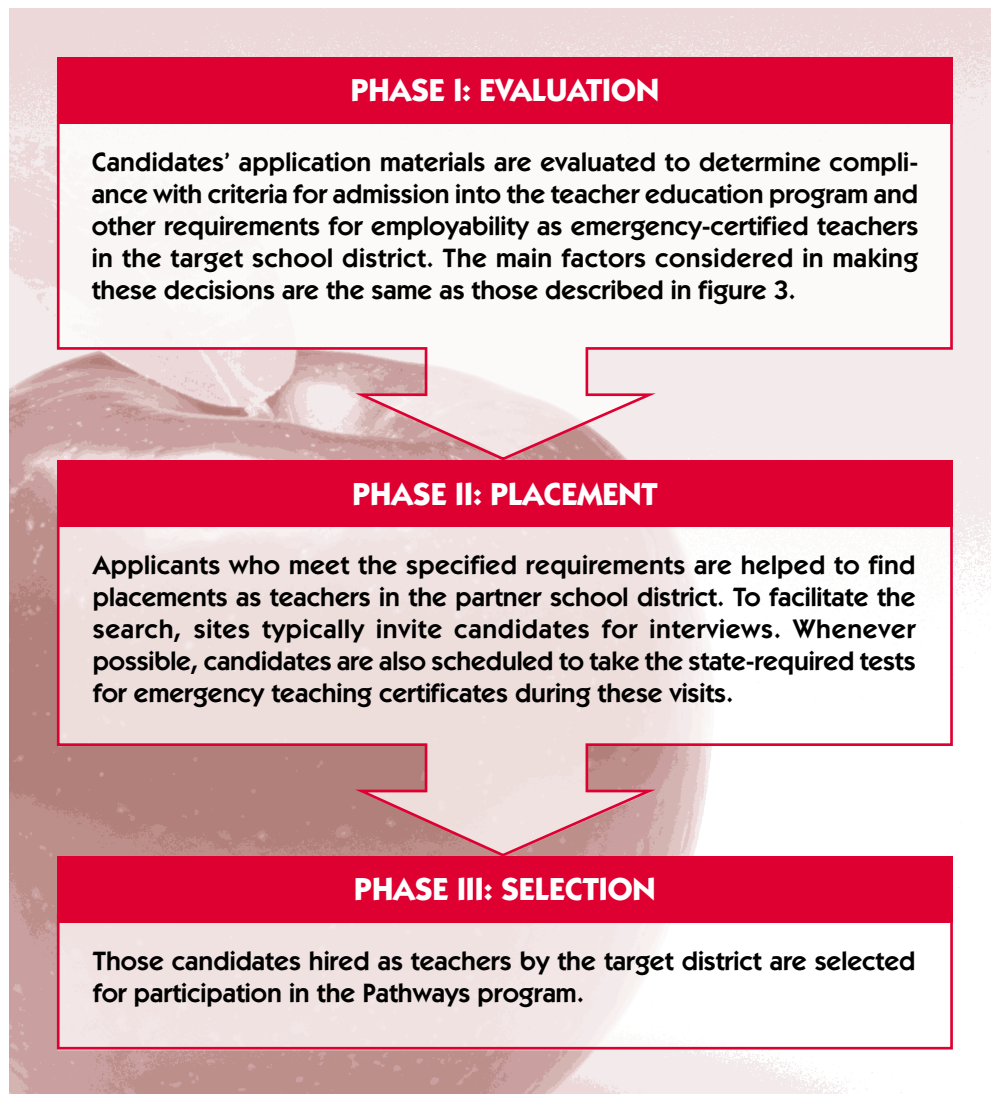 PHASE I: EVALUATION
Candidates’ application materials are evaluated to determine compli-
ance with criteria for admission into the teacher education program and
other requirements for employability as emergency-certified teachers
in the target school district. The main factors considered in making
these decisions are the same as those described in figure 3.
PHASE II: PLACEMENT
Applicants who meet the specified requirements are helped to find
placements as teachers in the partner school district. To facilitate the
search, sites typically invite candidates for interviews. Whenever
possible, candidates are also scheduled to take the state-required tests
for emergency teaching certificates during these visits.
PHASE III: SELECTION
Those candidates hired as teachers by the target district are selected
for participation in the Pathways program.